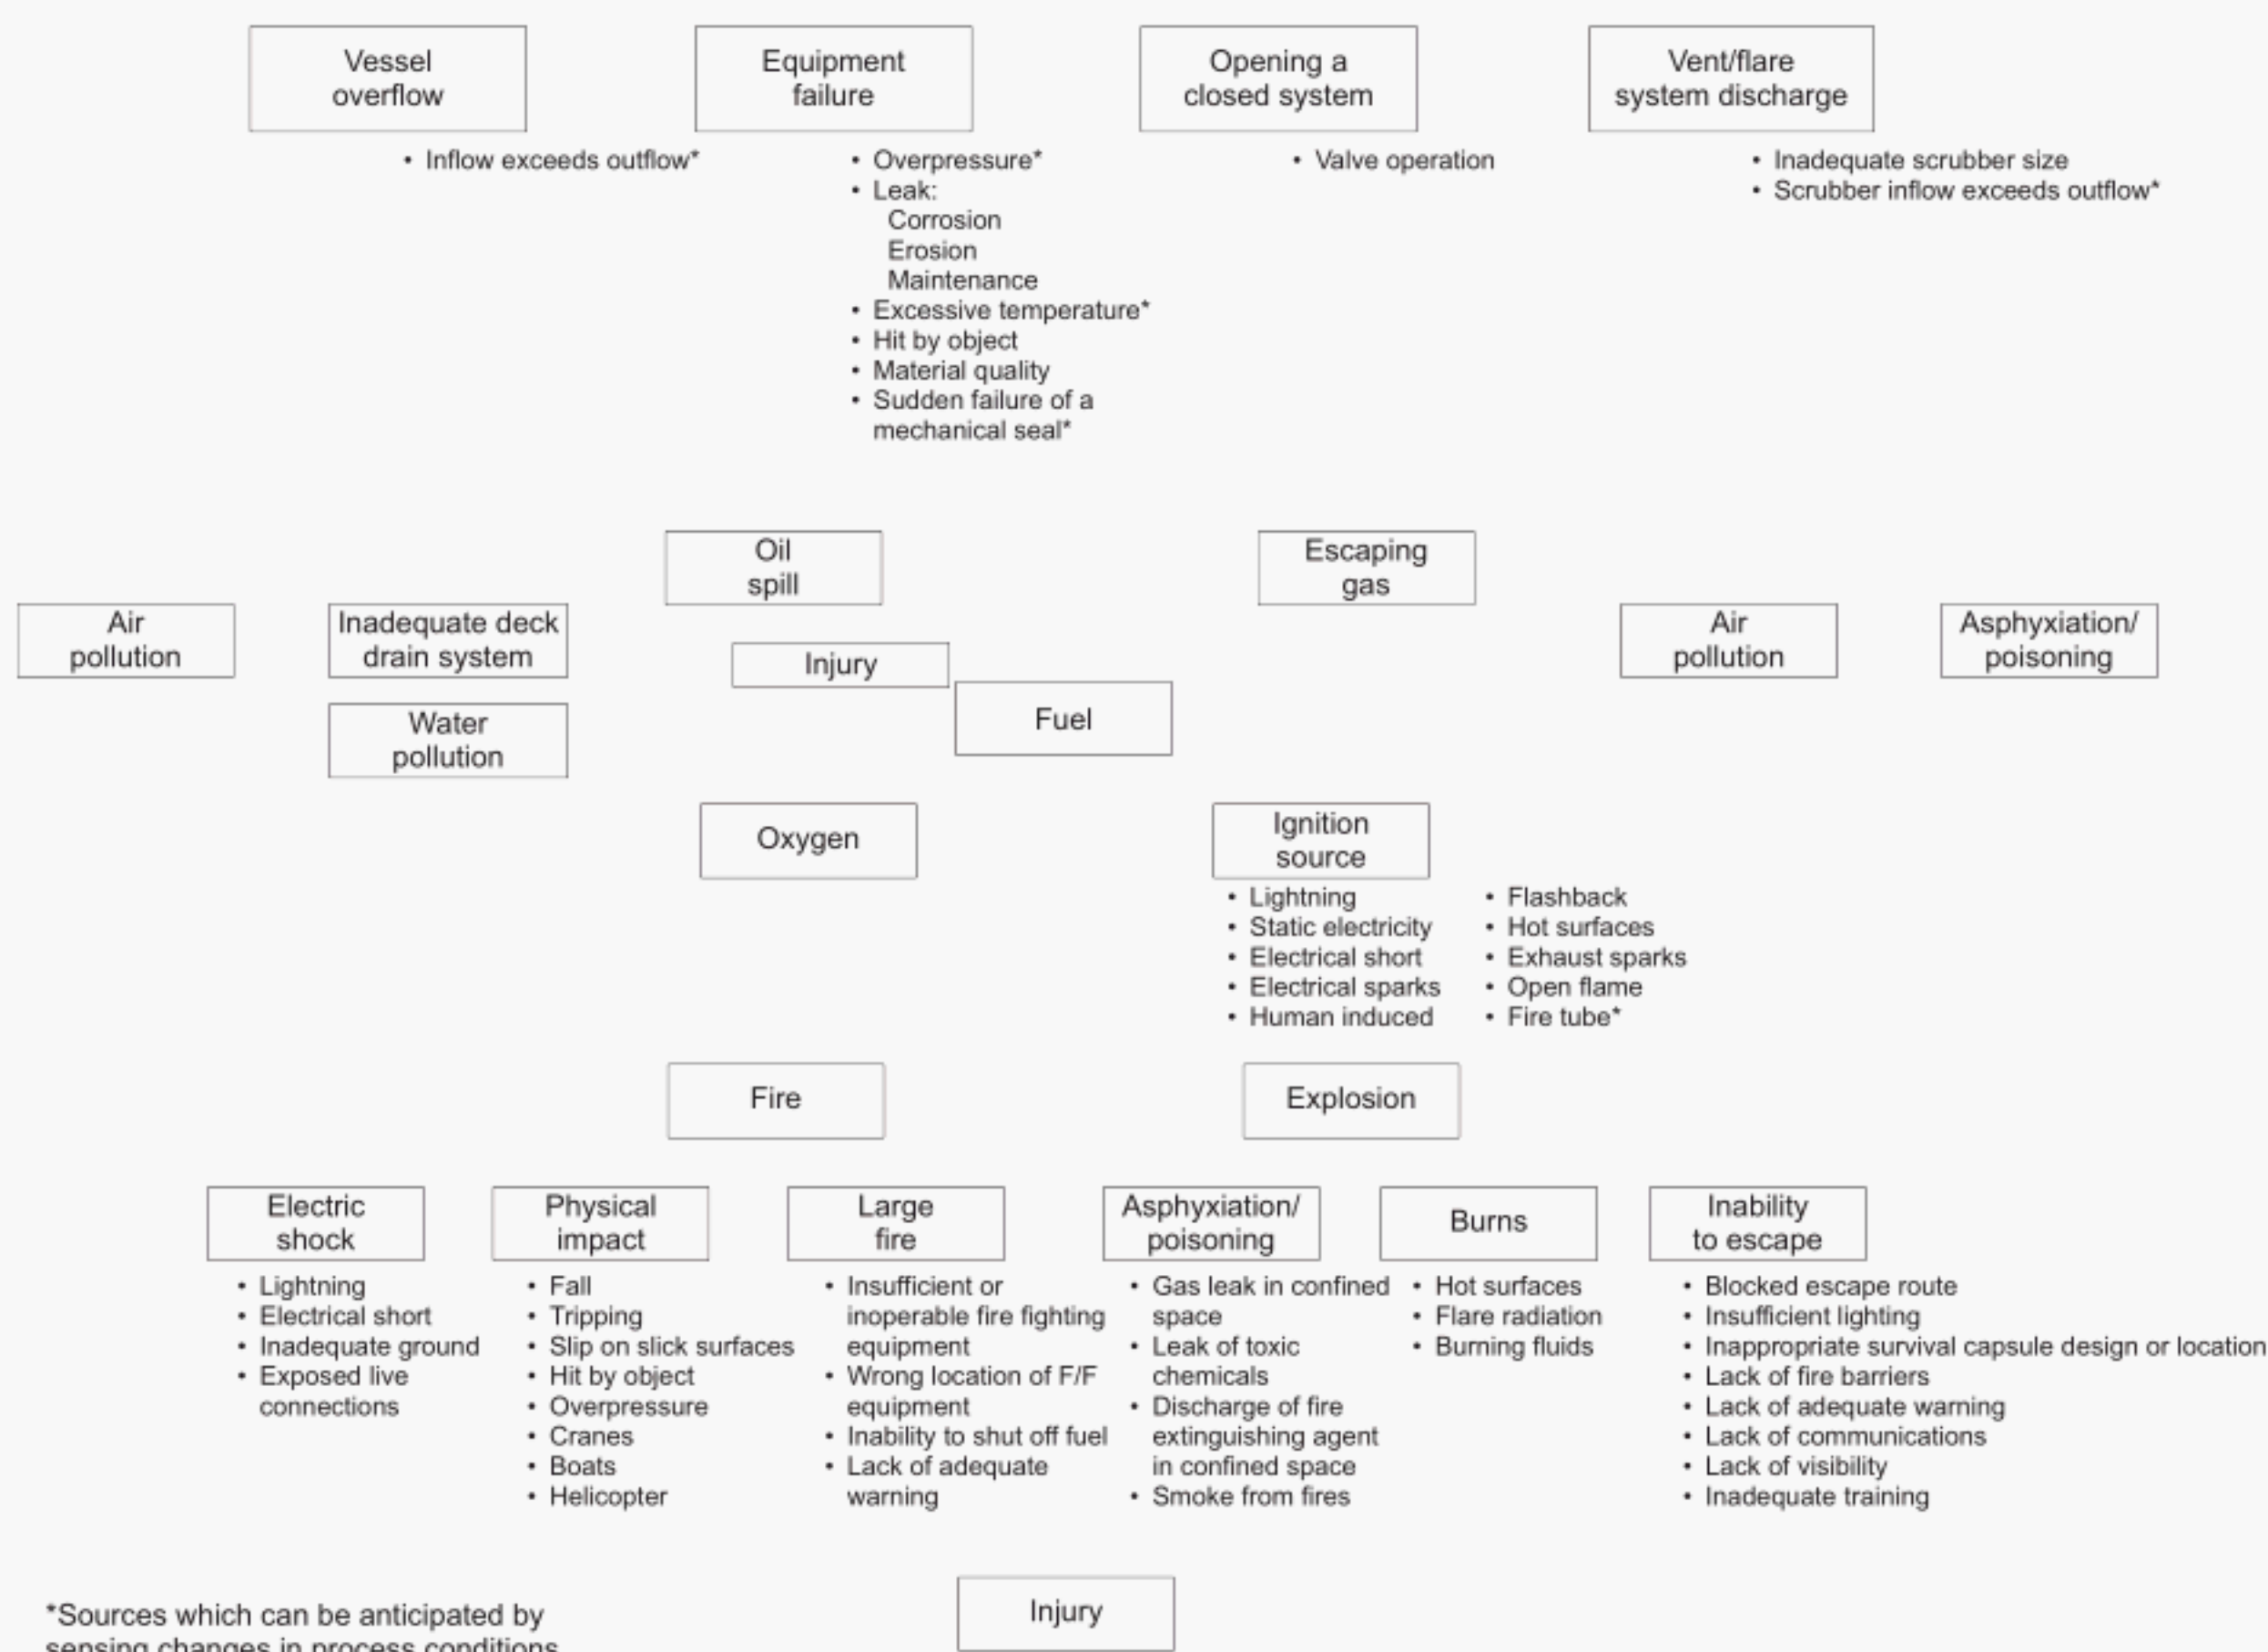 Vessel
overflow
Equipment
failure
Opening a
closed system
Vent/flare
system discharge
• Inflow exceeds outflow*
• Overpressure*
• Leak:
Corrosion
Erosion
Maintenance
• Excessive temperature*
• Hit by object
• Material quality
• Sudden failure of a
mechanical seal*
• Valve operation
• Inadequate scrubber size
• Scrubber inflow exceeds outflow*
Oil
spill
Escaping
gas
Air
pollution
Inadequate deck
drain system
Injury
Fuel
Air
pollution
Asphyxiation/
poisoning
Water
pollution
Oxygen
Ignition
source
• Lightning
• Static electricity
• Electrical short
• Electrical sparks
• Human induced
• Flashback
• Hot surfaces
• Exhaust sparks
• Open flame
• Fire tube*
Fire
Explosion
Electric
shock
• Lightning
• Electrical short
• Inadequate ground
• Exposed live
connections
Physical
impact
• Fall
• Tripping
• Slip on slick surfaces
• Hit by object
• Overpressure
• Cranes
• Boats
• Helicopter
Large
fire
• Insufficient or
inoperable fire fighting
equipment
• Wrong location of F/F
equipment
• Inability to shut off fuel
• Lack of adequate
warning
Asphyxiation/
poisoning
• Gas leak in confined
space
• Leak of toxic
chemicals
• Discharge of fire
extinguishing agent
in confined space
• Smoke from fires
Burns
• Hot surfaces
• Flare radiation
• Burning fluids
Inability
to escape
• Blocked escape route
• Insufficient lighting
• Inappropriate survival capsule design or location
• Lack of fire barriers
• Lack of adequate warning
• Lack of communications
• Lack of visibility
• Inadequate training
Injury
*Sources which can be anticipated by
sensing changes in process conditions